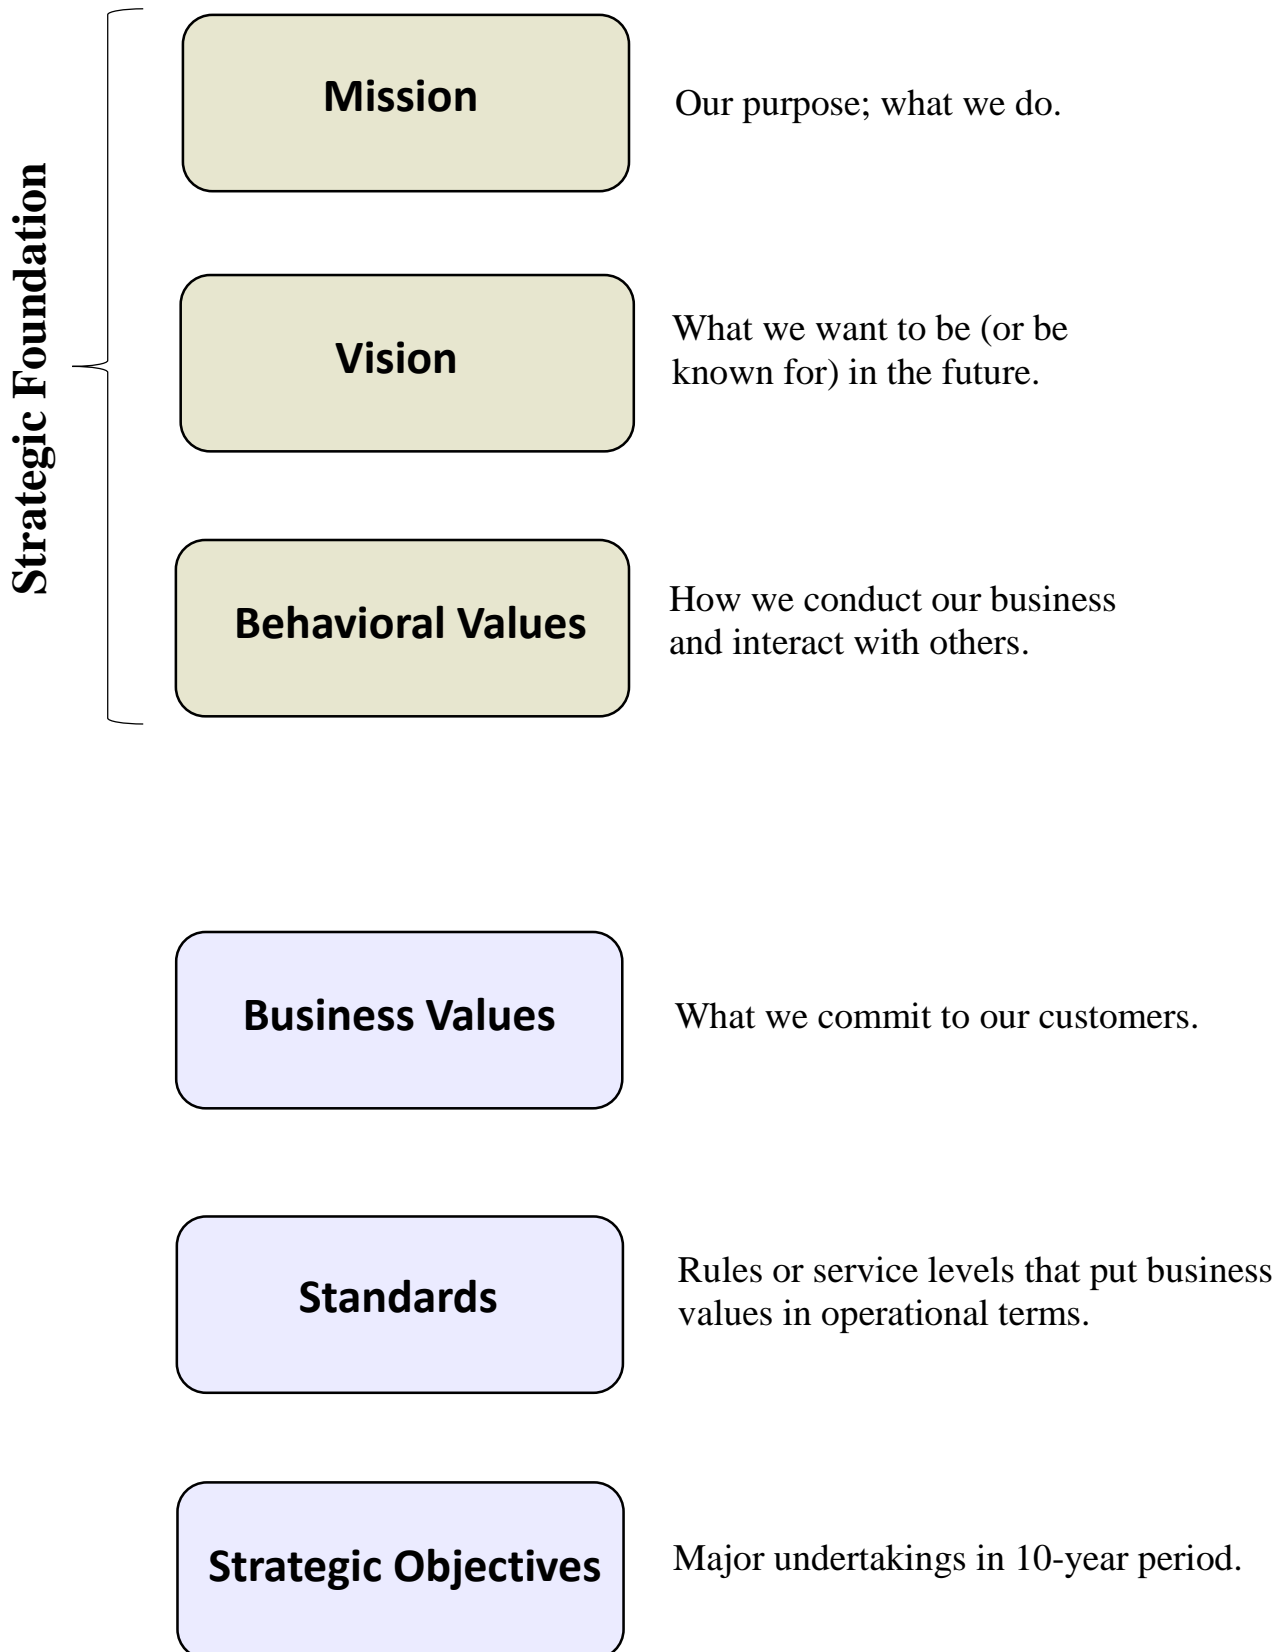 Strategic Foundation
Mission
Our purpose; what we do.
Vision
What we want to be (or be
known for) in the future.
Behavioral Values
How we conduct our business
and interact with others.
Business Values
What we commit to our customers.
Standards
Rules or service levels that put business
values in operational terms.
Strategic Objectives
Major undertakings in 10-year period.